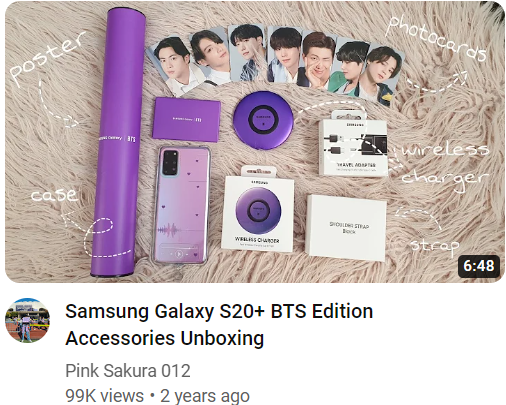 poster
photocards
SAMSUNG Galaxy | BTS
SAMSUNG
SAMSUNG
TRAVEL ADAPTER
wireless
charger
case
SAMSUNG
WIRELESS CHARGER
SHOULDER STRAP
Black
strap
6:48
Samsung Galaxy S20+ BTS Edition
Accessories Unboxing
Pink Sakura 012
99K views • 2 years ago